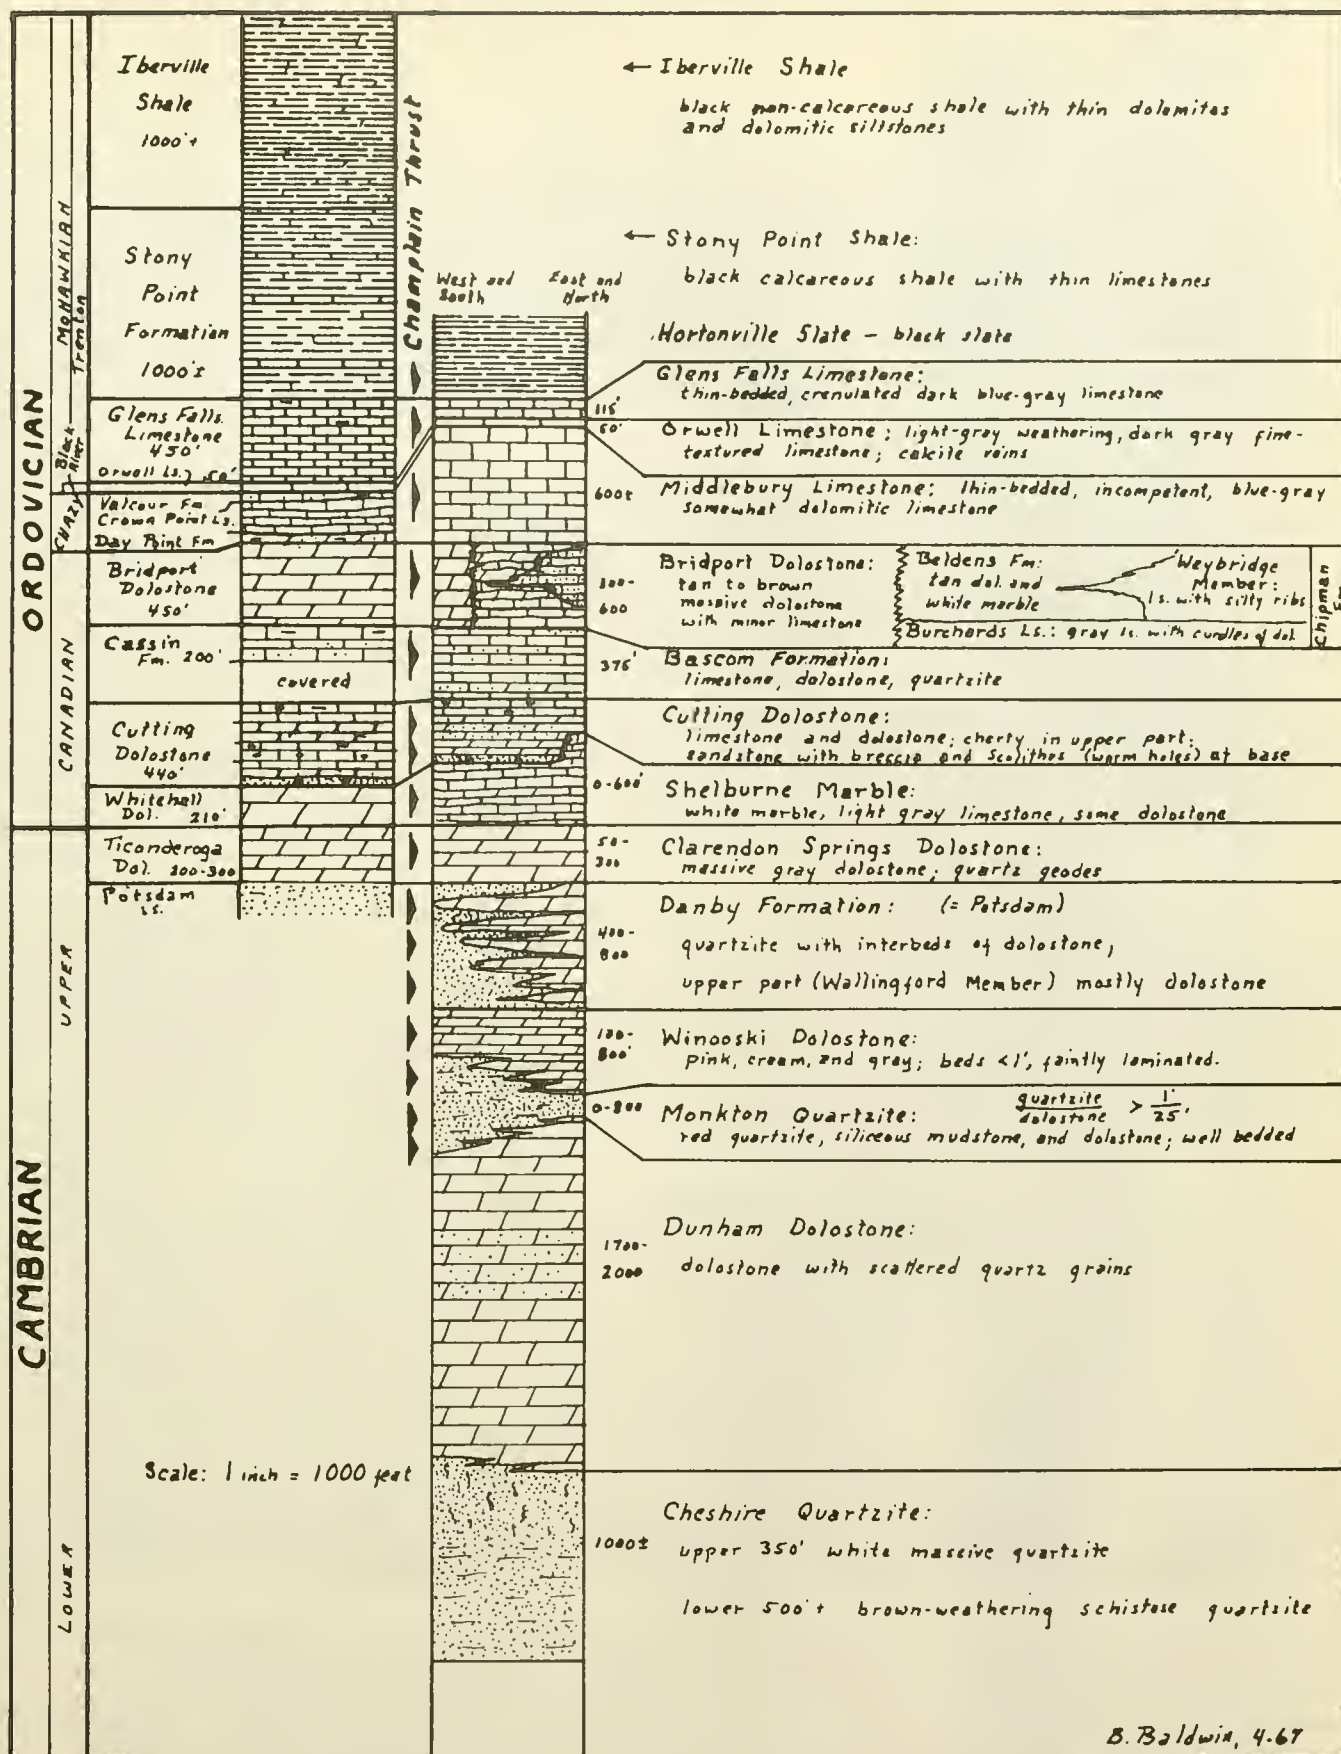 ORDOVICIAN
CAMBRIAN
MOHAWKIAN
Trenton
Black
River
CHAZY
CANADIAN
UPPER
LOWER
Iberville
Shale
1000'+
Stony
Point
Formation
1000'±
Glens Falls
Limestone
450'
Orwell Ls. } 50'
Valcour Fm
Crown Point Ls.
Day Point Fm
Bridport
Dolostone
450'
Cassin
Fm. 200'
covered
Cutting
Dolostone
440'
Whitehall
Dol. 210'
Ticonderoga
Dol. 200-300
Potsdam
ss.
Champlain Thrust
West and
South
East and
North
← Iberville Shale
black non-calcareous shale with thin dolomites
and dolomitic siltstones
← Stony Point Shale:
black calcareous shale with thin limestones
Hortonville Slate – black slate
Glens Falls Limestone:
thin-bedded, crenulated dark blue-gray limestone
115'
50'
Orwell Limestone; light-gray weathering, dark gray fine-
textured limestone; calcite veins
600±
Middlebury Limestone: thin-bedded, incompetent, blue-gray
somewhat dolomitic limestone
300-
600
Bridport Dolostone:
tan to brown
massive dolostone
with minor limestone
Beldens Fm:
tan dol. and
white marble
Weybridge
Member:
ls. with silty ribs
Burchards Ls.: gray ls. with curdles of dol.
Chipman
Fm.
375'
Bascom Formation:
limestone, dolostone, quartzite
Cutting Dolostone:
limestone and dolostone; cherty in upper part;
sandstone with breccia and Scolithes (worm holes) at base
0-600'
Shelburne Marble:
white marble, light gray limestone, some dolostone
50-
300
Clarendon Springs Dolostone:
massive gray dolostone; quartz geodes
400-
800
Danby Formation: (= Potsdam)
quartzite with interbeds of dolostone,
upper part (Wallingford Member) mostly dolostone
100-
800'
Winooski Dolostone:
pink, cream, and gray; beds <1', faintly laminated.
0-800
Monkton Quartzite: quartzite/dolostone > 1'/25'
red quartzite, siliceous mudstone, and dolostone; well bedded
1700-
2000
Dunham Dolostone:
dolostone with scattered quartz grains
Scale: 1 inch = 1000 feet
1000±
Cheshire Quartzite:
upper 350' white massive quartzite
lower 500'+ brown-weathering schistose quartzite
B. Baldwin, 4-67